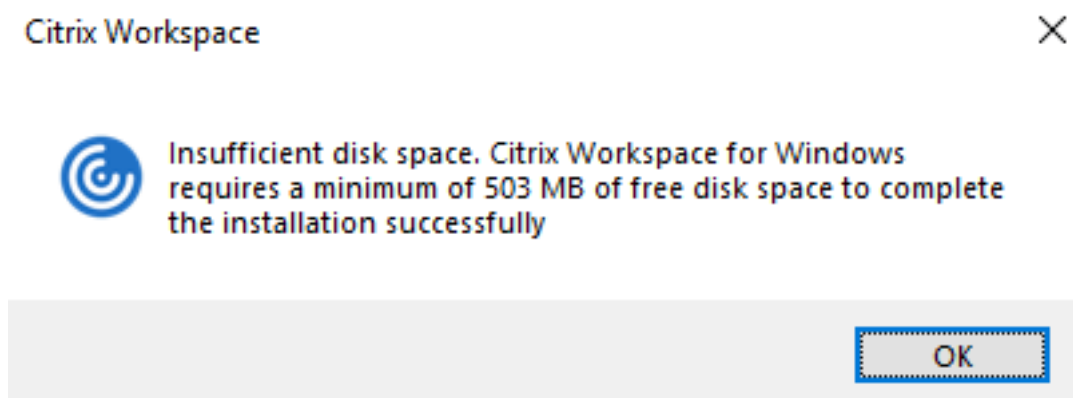 Citrix Workspace
Insufficient disk space. Citrix Workspace for Windows
requires a minimum of 503 MB of free disk space to complete
the installation successfully
OK